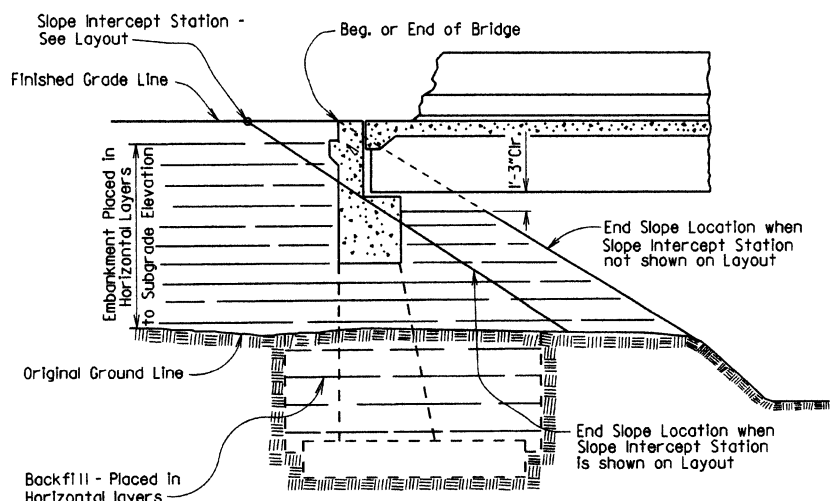 Slope Intercept Station -
See Layout
Beg. or End of Bridge
Finished Grade Line
1'-3"Clr
Embankment Placed in
Horizontal Layers
to Subgrade Elevation
End Slope Location when
Slope Intercept Station
not shown on Layout
Original Ground Line
End Slope Location when
Slope Intercept Station
is shown on Layout
Backfill - Placed in
Horizontal layers